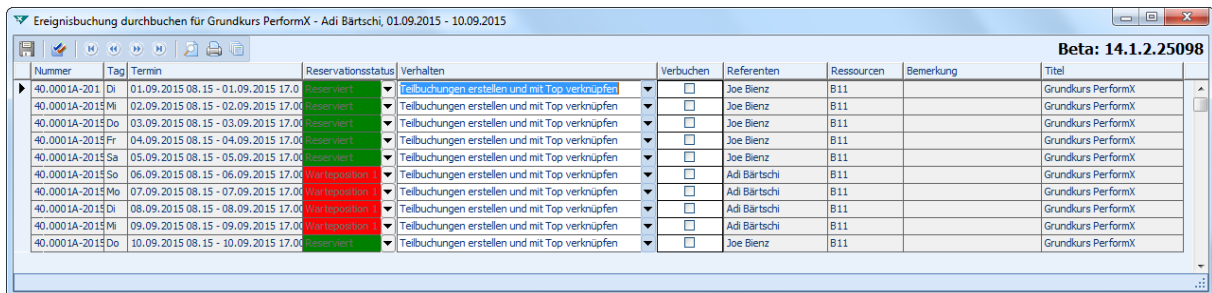 Ereignisbuchung durchbuchen für Grundkurs PerformX - Adi Bärtschi, 01.09.2015 - 10.09.2015
Beta: 14.1.2.25098
Nummer Tag Termin Reservationsstatus Verhalten Verbuchen Referenten Ressourcen Bemerkung Titel
40.0001A-201 Di 01.09.2015 08.15 - 01.09.2015 17.0 Reserviert Teilbuchungen erstellen und mit Top verknüpfen Joe Bienz B11 Grundkurs PerformX
40.0001A-2015 Mi 02.09.2015 08.15 - 02.09.2015 17.00 Reserviert Teilbuchungen erstellen und mit Top verknüpfen Joe Bienz B11 Grundkurs PerformX
40.0001A-2015 Do 03.09.2015 08.15 - 03.09.2015 17.00 Reserviert Teilbuchungen erstellen und mit Top verknüpfen Joe Bienz B11 Grundkurs PerformX
40.0001A-2015 Fr 04.09.2015 08.15 - 04.09.2015 17.00 Reserviert Teilbuchungen erstellen und mit Top verknüpfen Joe Bienz B11 Grundkurs PerformX
40.0001A-2015 Sa 05.09.2015 08.15 - 05.09.2015 17.00 Reserviert Teilbuchungen erstellen und mit Top verknüpfen Joe Bienz B11 Grundkurs PerformX
40.0001A-2015 So 06.09.2015 08.15 - 06.09.2015 17.00 Warteposition 1 Teilbuchungen erstellen und mit Top verknüpfen Adi Bärtschi B11 Grundkurs PerformX
40.0001A-2015 Mo 07.09.2015 08.15 - 07.09.2015 17.00 Warteposition 1 Teilbuchungen erstellen und mit Top verknüpfen Adi Bärtschi B11 Grundkurs PerformX
40.0001A-2015 Di 08.09.2015 08.15 - 08.09.2015 17.00 Warteposition 1 Teilbuchungen erstellen und mit Top verknüpfen Adi Bärtschi B11 Grundkurs PerformX
40.0001A-2015 Mi 09.09.2015 08.15 - 09.09.2015 17.00 Warteposition 1 Teilbuchungen erstellen und mit Top verknüpfen Adi Bärtschi B11 Grundkurs PerformX
40.0001A-2015 Do 10.09.2015 08.15 - 10.09.2015 17.00 Reserviert Teilbuchungen erstellen und mit Top verknüpfen Joe Bienz B11 Grundkurs PerformX